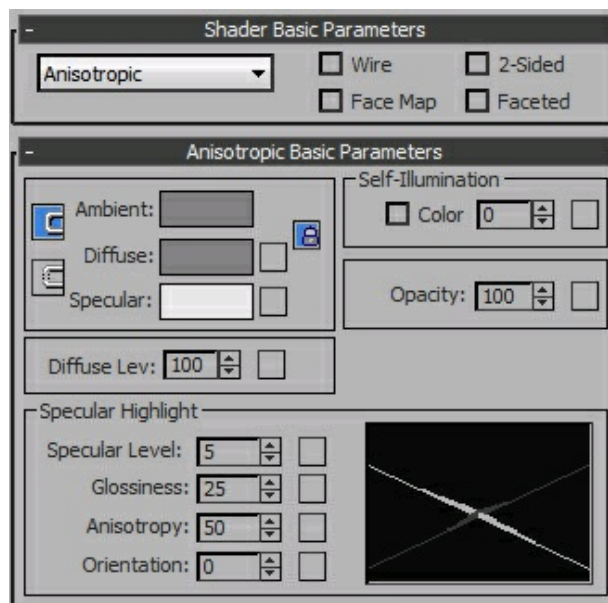 - Shader Basic Parameters
Anisotropic
Wire
2-Sided
Face Map
Faceted
- Anisotropic Basic Parameters
Ambient:
Diffuse:
Specular:
Self-Illumination
Color 0
Opacity: 100
Diffuse Lev: 100
Specular Highlight
Specular Level: 5
Glossiness: 25
Anisotropy: 50
Orientation: 0